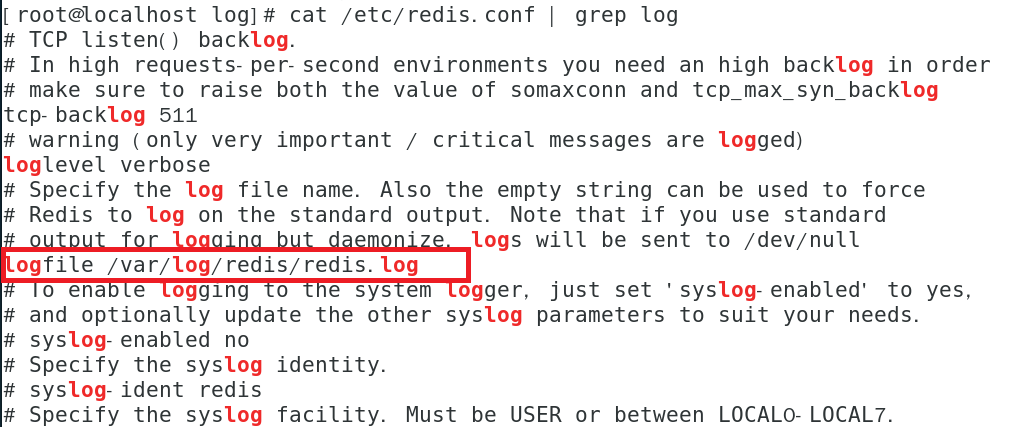 [root@localhost log]# cat /etc/redis.conf | grep log
# TCP listen() backlog.
# In high requests-per-second environments you need an high backlog in order
# make sure to raise both the value of somaxconn and tcp_max_syn_backlog
tcp-backlog 511
# warning (only very important / critical messages are logged)
loglevel verbose
# Specify the log file name. Also the empty string can be used to force
# Redis to log on the standard output. Note that if you use standard
# output for logging but daemonize, logs will be sent to /dev/null
logfile /var/log/redis/redis.log
# To enable logging to the system logger, just set 'syslog-enabled' to yes,
# and optionally update the other syslog parameters to suit your needs.
# syslog-enabled no
# Specify the syslog identity.
# syslog-ident redis
# Specify the syslog facility. Must be USER or between LOCAL0-LOCAL7.